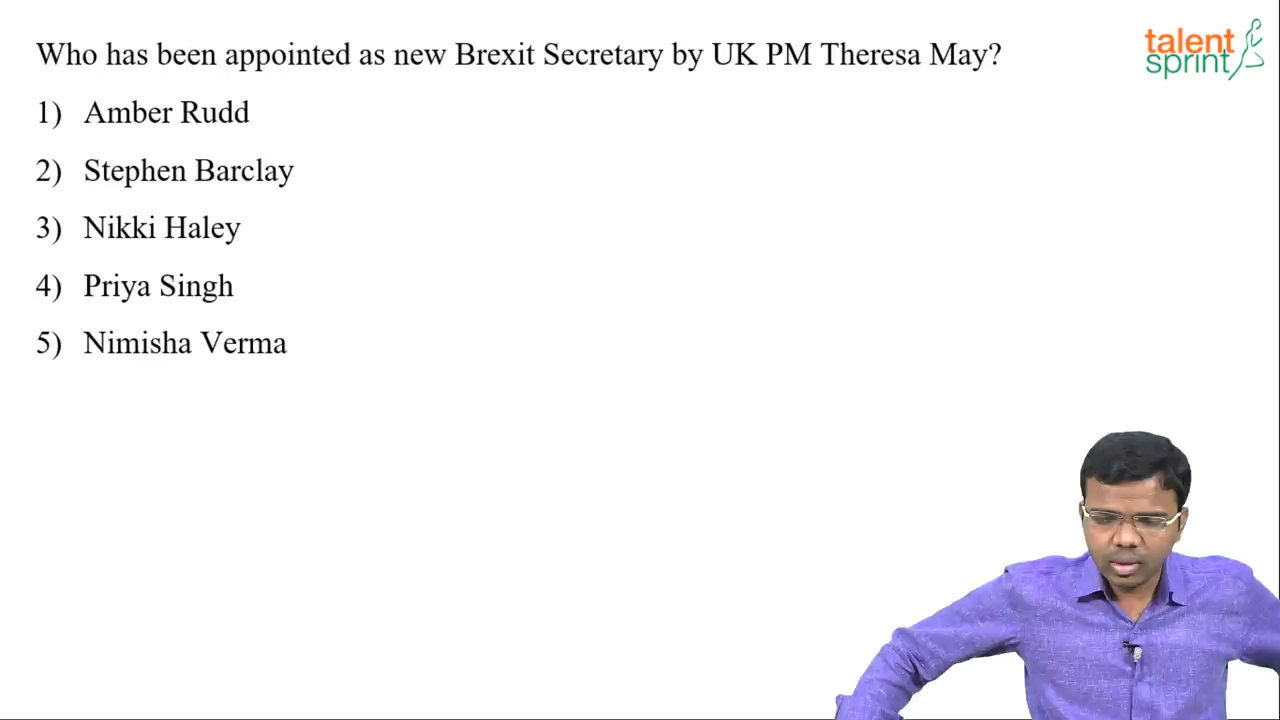 Who has been appointed as new Brexit Secretary by UK PM Theresa May?
talent
sprint
1) Amber Rudd
2) Stephen Barclay
3) Nikki Haley
4) Priya Singh
5) Nimisha Verma